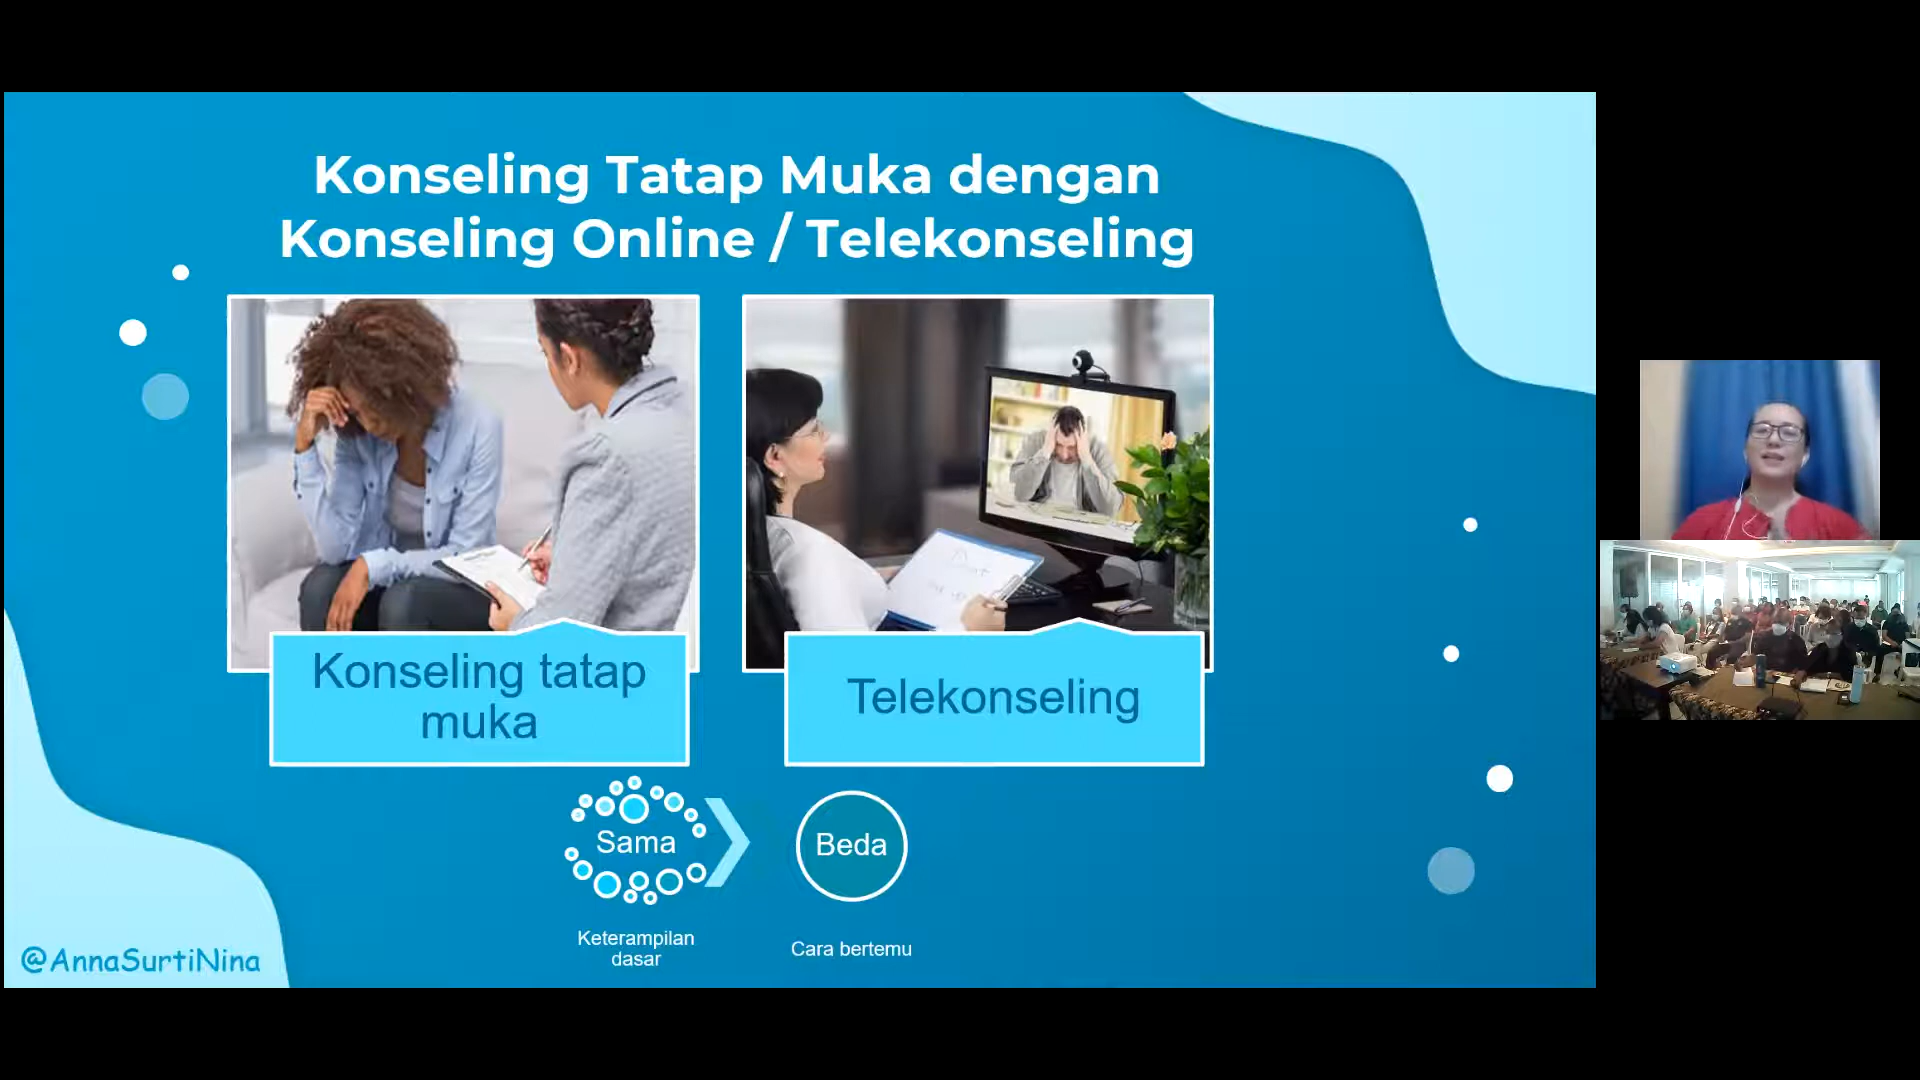 Konseling Tatap Muka dengan
Konseling Online / Telekonseling
Konseling tatap
muka
Telekonseling
Sama
Beda
Keterampilan
dasar
Cara bertemu
@AnnaSurtiNina